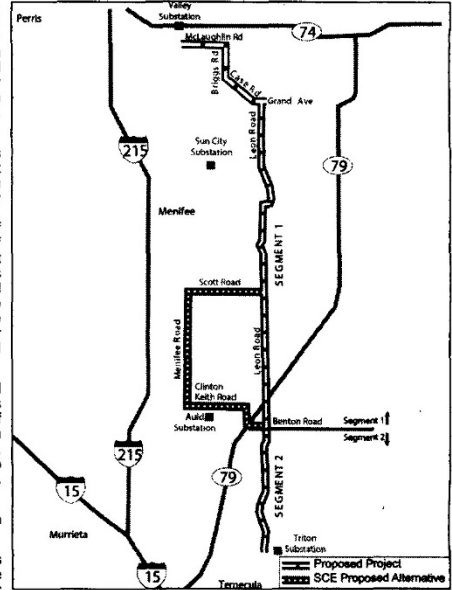 Perris
Valley
Substation
74
McLaughlin Rd
Briggs Rd
Case Rd
Grand Ave
Leon Road
215
Sun City
Substation
79
Menifee
SEGMENT 1
Scott Road
Menifee Road
Leon Road
Clinton
Keith Road
Auld
Substation
Benton Road
Segment 1
Segment 2
215
79
SEGMENT 2
15
Murrieta
Triton
Substation
15
Temecula
Proposed Project
SCE Proposed Alternative